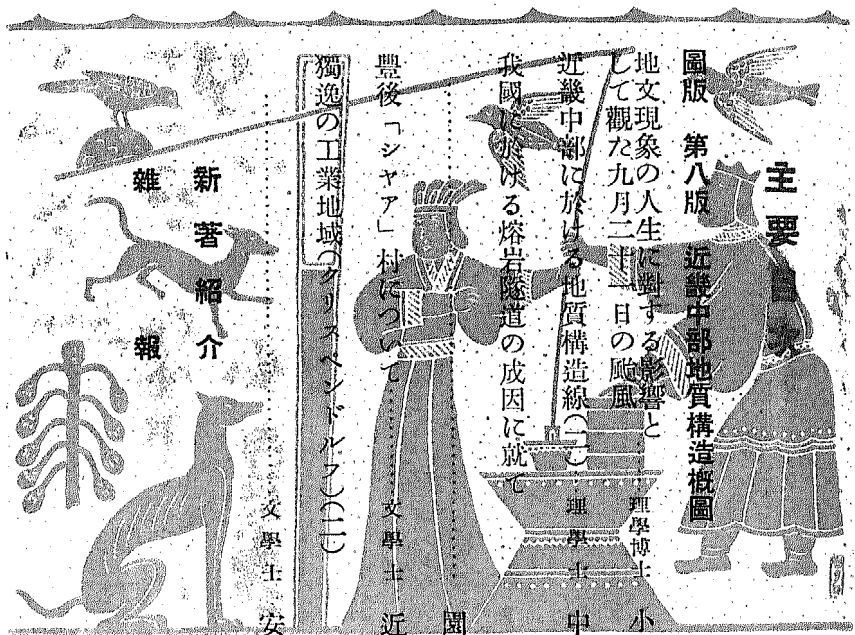 主要目次
圖版 第八版 近畿中部地質構造概圖
地文現象の人生に對する影響と
して觀た九月二十一日の颱風 理學博士 小
近畿中部に於ける地質構造線(二) 理學士 中
我國に於ける熔岩隧道の成因に就て
園
豐後「シヤア」村について 文學士 近
獨逸の工業地域(クリスペンドルフ)(二)
文學士 安
新著紹介
雜報